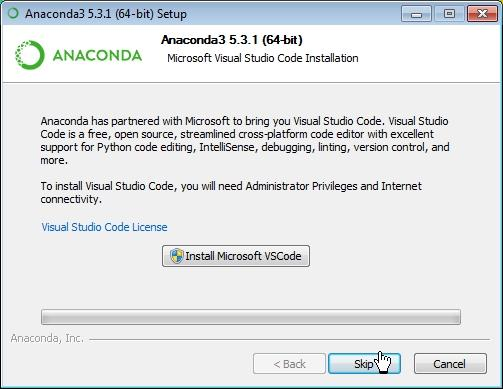 Anaconda3 5.3.1 (64-bit) Setup
ANACONDA
Anaconda3 5.3.1 (64-bit)
Microsoft Visual Studio Code Installation
Anaconda has partnered with Microsoft to bring you Visual Studio Code. Visual Studio
Code is a free, open source, streamlined cross-platform code editor with excellent
support for Python code editing, IntelliSense, debugging, linting, version control, and
more.
To install Visual Studio Code, you will need Administrator Privileges and Internet
connectivity.
Visual Studio Code License
Install Microsoft VSCode
Anaconda, Inc.
< Back
Skip
Cancel